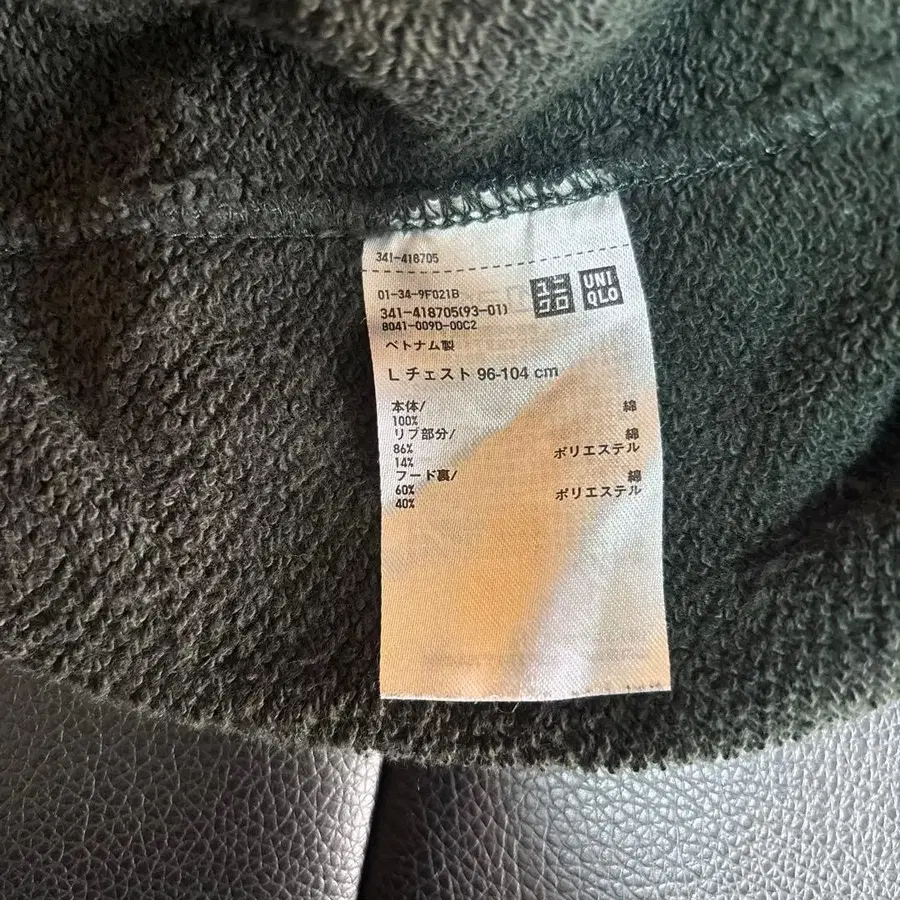 341-418705
01-34-9F021B
341-418705(93-01)
8041-009D-00C2
ユニクロ
UNIQLO
ベトナム製
L チェスト 96-104 cm
本体/ 綿
100%
リブ部分/ 綿
86% ポリエステル
14%
フード裏/ 綿
60% ポリエステル
40%